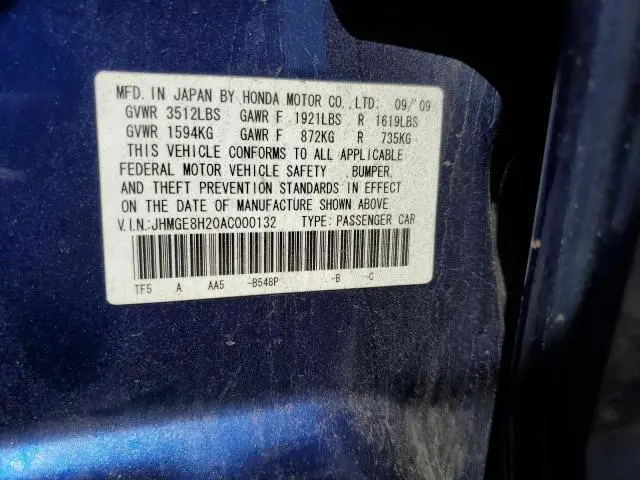 MFD. IN JAPAN BY HONDA MOTOR CO., LTD. 09/'09
GVWR 3512LBS GAWR F 1921LBS R 1619LBS
GVWR 1594KG GAWR F 872KG R 735KG
THIS VEHICLE CONFORMS TO ALL APPLICABLE
FEDERAL MOTOR VEHICLE SAFETY ,BUMPER,
AND THEFT PREVENTION STANDARDS IN EFFECT
ON THE DATE OF MANUFACTURE SHOWN ABOVE.
V.I.N.:JHMGE8H20AC000132 TYPE: PASSENGER CAR
TF5 A AA5 -B548P -B -C